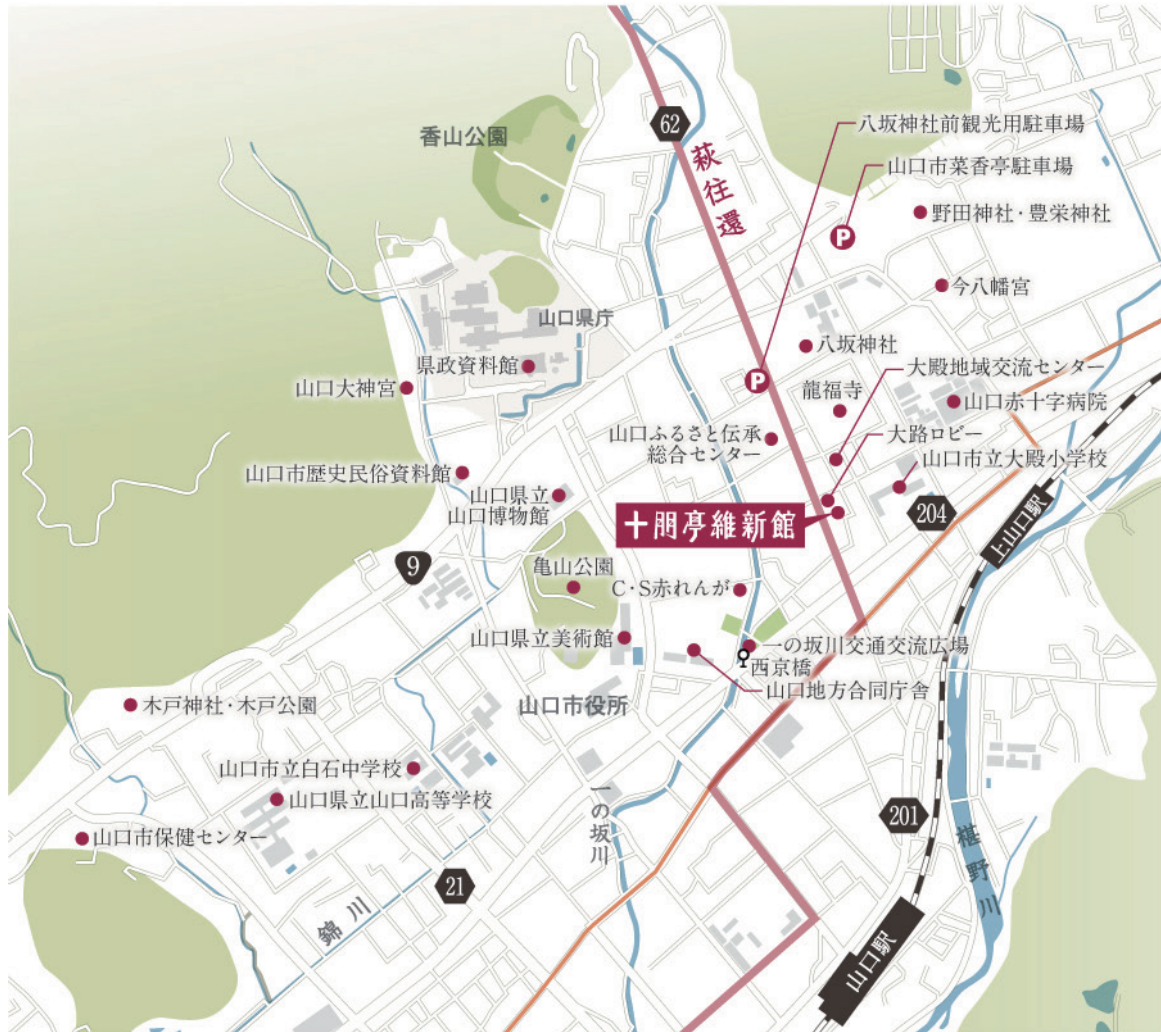 62
八坂神社前観光用駐車場
香山公園
萩往還
山口市菜香亭駐車場
P
野田神社・豊栄神社
今八幡宮
山口県庁
八坂神社
県政資料館
大殿地域交流センター
山口大神宮
P
龍福寺
山口赤十字病院
山口ふるさと伝承
総合センター
大路ロビー
山口市歴史民俗資料館
山口市立大殿小学校
山口県立
山口博物館
十朋亭維新館
204
上山口駅
9
亀山公園
C・S赤れんが
山口県立美術館
一の坂川交通交流広場
西京橋
山口地方合同庁舎
木戸神社・木戸公園
山口市役所
山口市立白石中学校
山口県立山口高等学校
一の坂川
201
山口市保健センター
椹野川
21
錦川
山口駅